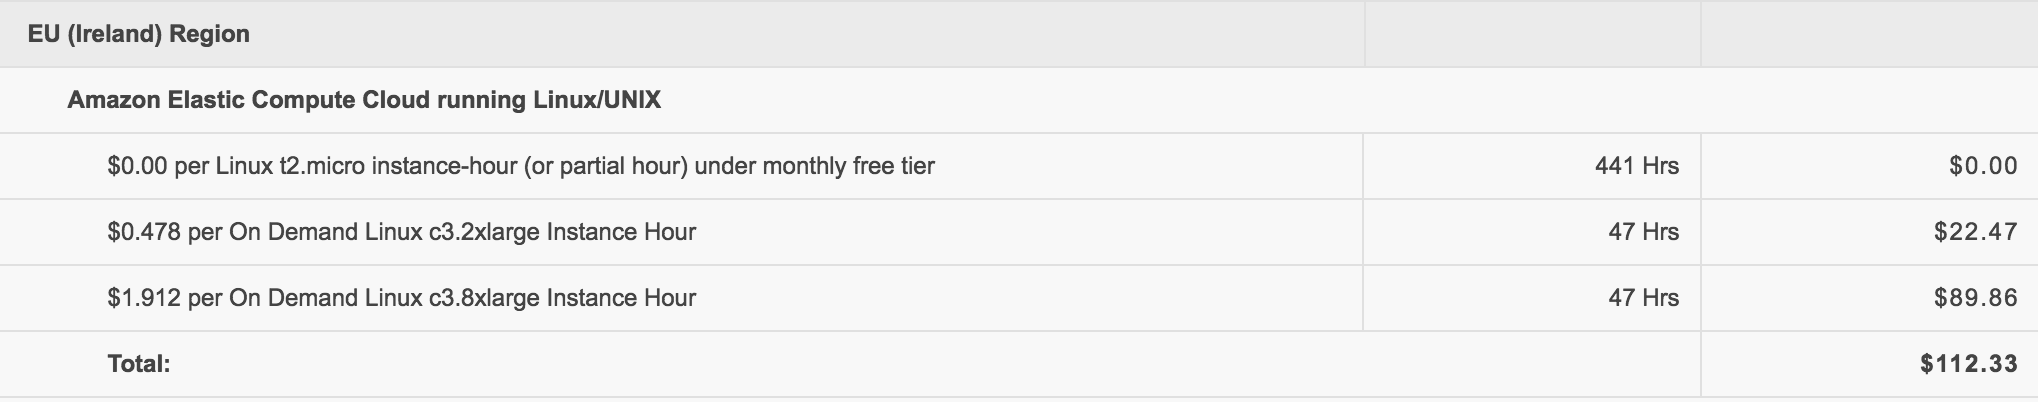 EU (Ireland) Region
Amazon Elastic Compute Cloud running Linux/UNIX
$0.00 per Linux t2.micro instance-hour (or partial hour) under monthly free tier 441 Hrs $0.00
$0.478 per On Demand Linux c3.2xlarge Instance Hour 47 Hrs $22.47
$1.912 per On Demand Linux c3.8xlarge Instance Hour 47 Hrs $89.86
Total: $112.33